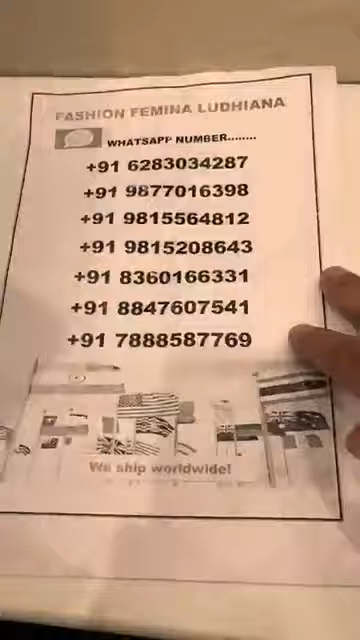 FASHION FEMINA LUDHIANA
WHATSAPP NUMBER........
+91 6283034287
+91 9877016398
+91 9815564812
+91 9815208643
+91 8360166331
+91 8847607541
+91 7888587769
We ship worldwide!